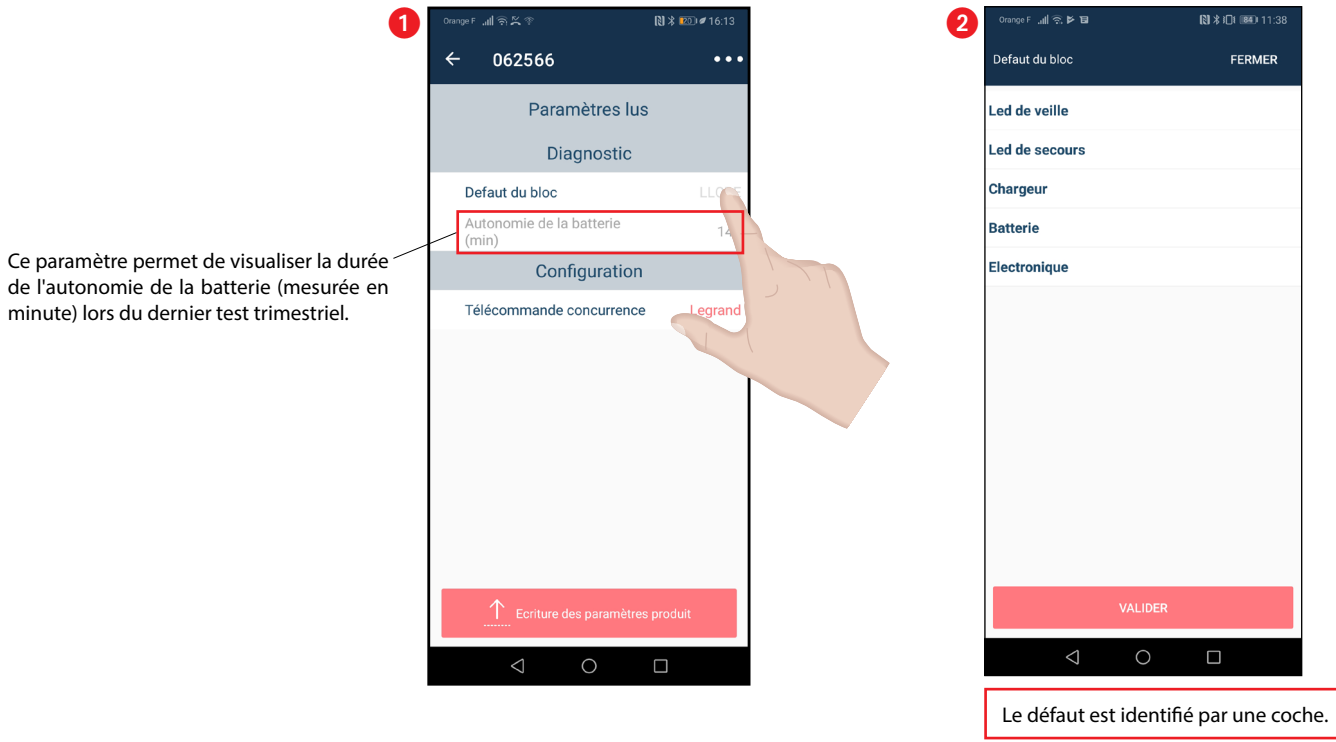 1
Orange F 20 16:13
062566
Paramètres lus
Diagnostic
Defaut du bloc
Autonomie de la batterie
(min)
Configuration
Télécommande concurrence Legrand
Ecriture des paramètres produit
Ce paramètre permet de visualiser la durée
de l'autonomie de la batterie (mesurée en
minute) lors du dernier test trimestriel.
2
Orange F 84 11:38
Defaut du bloc FERMER
Led de veille
Led de secours
Chargeur
Batterie
Electronique
VALIDER
Le défaut est identifié par une coche.